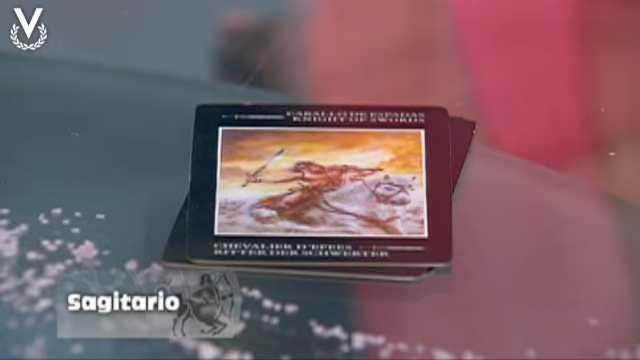 V
CABALLO DE ESPADAS
KNIGHT OF SWORDS
CHEVALIER D'EPEES
RITTER DER SCHWERTER
Sagitario